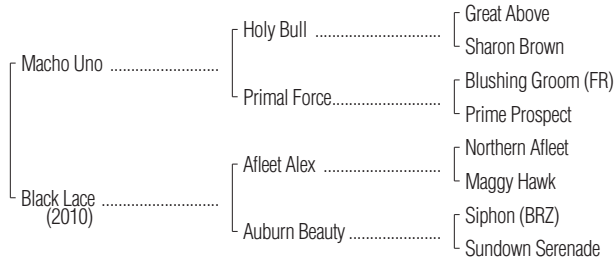 Great Above
Holy Bull ................................
Sharon Brown
Macho Uno ............................
Blushing Groom (FR)
Primal Force............................
Prime Prospect
Northern Afleet
Afleet Alex ..............................
Maggy Hawk
Black Lace ..............................
(2010)
Siphon (BRZ)
Auburn Beauty ........................
Sundown Serenade